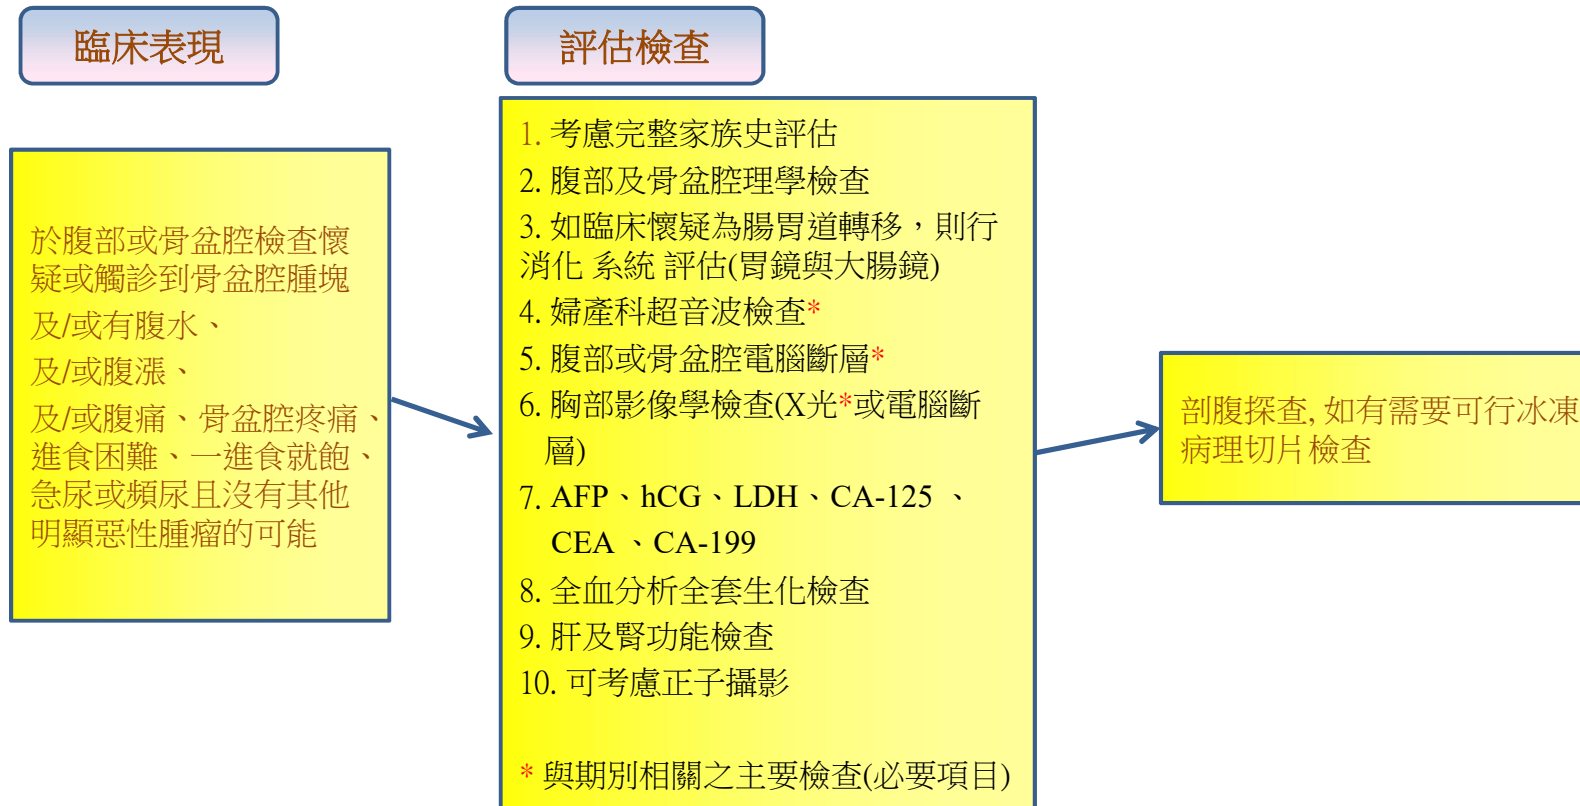 臨床表現
評估檢查
於腹部或骨盆腔檢查懷
疑或觸診到骨盆腔腫塊
及/或有腹水、
及/或腹漲、
及/或腹痛、骨盆腔疼痛、
進食困難、一進食就飽、
急尿或頻尿且沒有其他
明顯惡性腫瘤的可能
1. 考慮完整家族史評估
2. 腹部及骨盆腔理學檢查
3. 如臨床懷疑為腸胃道轉移，則行
消化 系統 評估(胃鏡與大腸鏡)
4. 婦產科超音波檢查*
5. 腹部或骨盆腔電腦斷層*
6. 胸部影像學檢查(X光*或電腦斷
層)
7. AFP、hCG、LDH、CA-125 、
CEA 、CA-199
8. 全血分析全套生化檢查
9. 肝及腎功能檢查
10. 可考慮正子攝影
* 與期別相關之主要檢查(必要項目)
剖腹探查, 如有需要可行冰凍
病理切片檢查